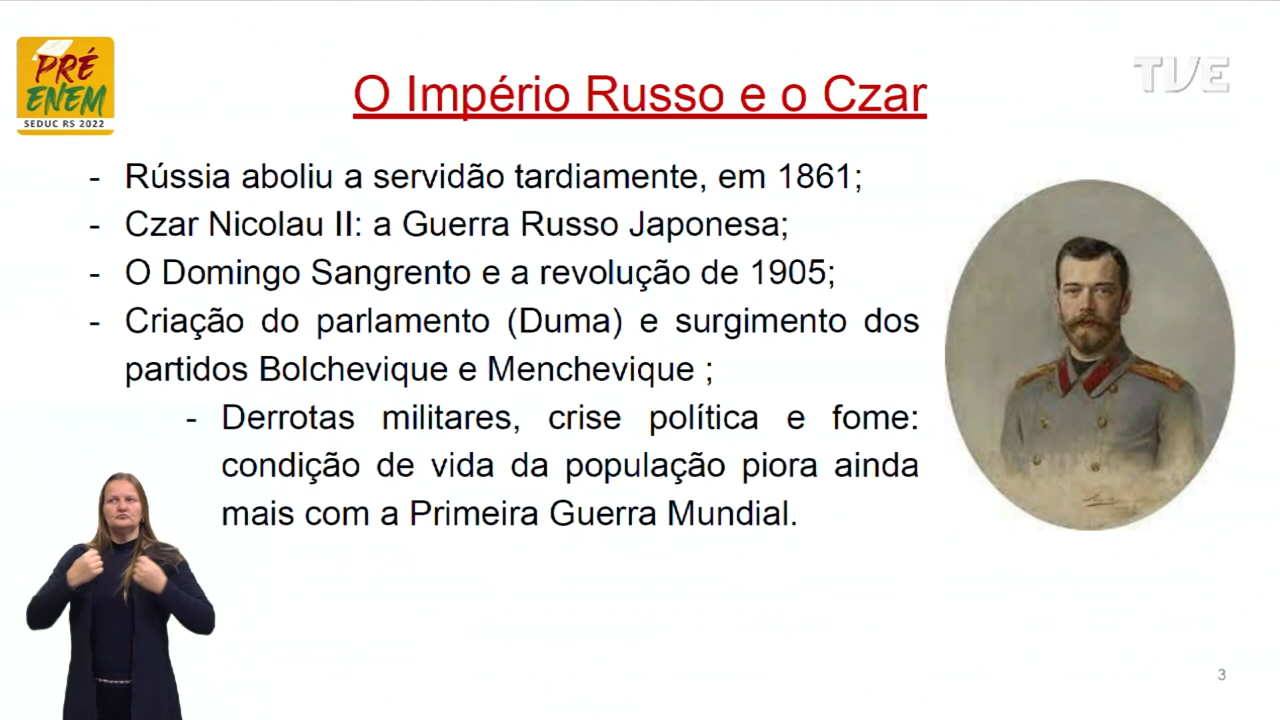 PRÉ
ENEM
SEDUC RS 2022
TVE
O Império Russo e o Czar
- Rússia aboliu a servidão tardiamente, em 1861;
- Czar Nicolau II: a Guerra Russo Japonesa;
- O Domingo Sangrento e a revolução de 1905;
- Criação do parlamento (Duma) e surgimento dos
partidos Bolchevique e Menchevique ;
- Derrotas militares, crise política e fome:
condição de vida da população piora ainda
mais com a Primeira Guerra Mundial.
3